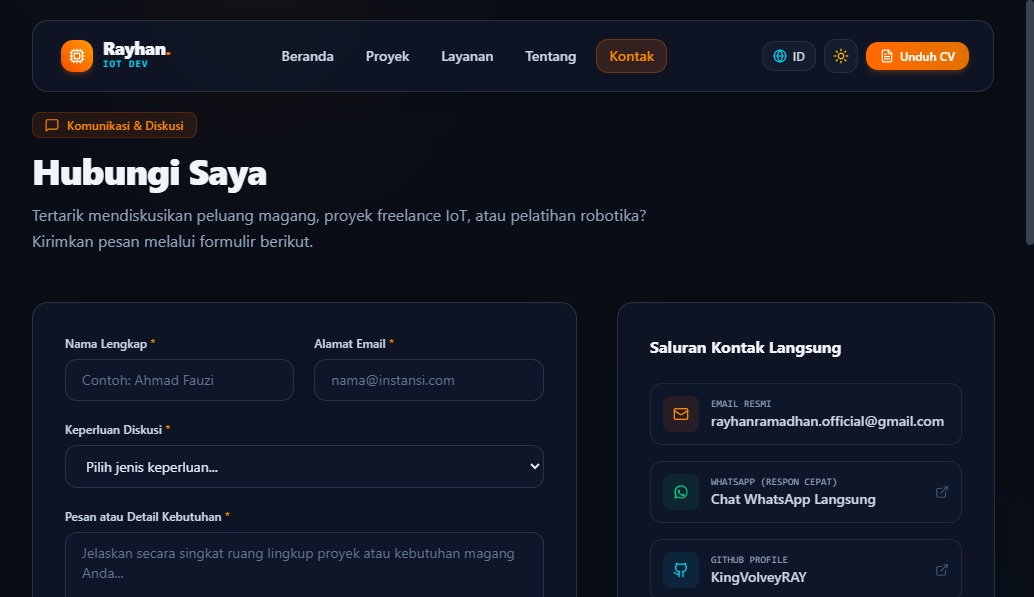 Rayhan.
IOT DEV
Beranda
Proyek
Layanan
Tentang
Kontak
ID
Unduh CV
Komunikasi & Diskusi
Hubungi Saya
Tertarik mendiskusikan peluang magang, proyek freelance IoT, atau pelatihan robotika?
Kirimkan pesan melalui formulir berikut.
Nama Lengkap *
Contoh: Ahmad Fauzi
Alamat Email *
nama@instansi.com
Keperluan Diskusi *
Pilih jenis keperluan...
Pesan atau Detail Kebutuhan *
Jelaskan secara singkat ruang lingkup proyek atau kebutuhan magang
Anda...
Saluran Kontak Langsung
EMAIL RESMI
rayhanramadhan.official@gmail.com
WHATSAPP (RESPON CEPAT)
Chat WhatsApp Langsung
GITHUB PROFILE
KingVolveyRAY